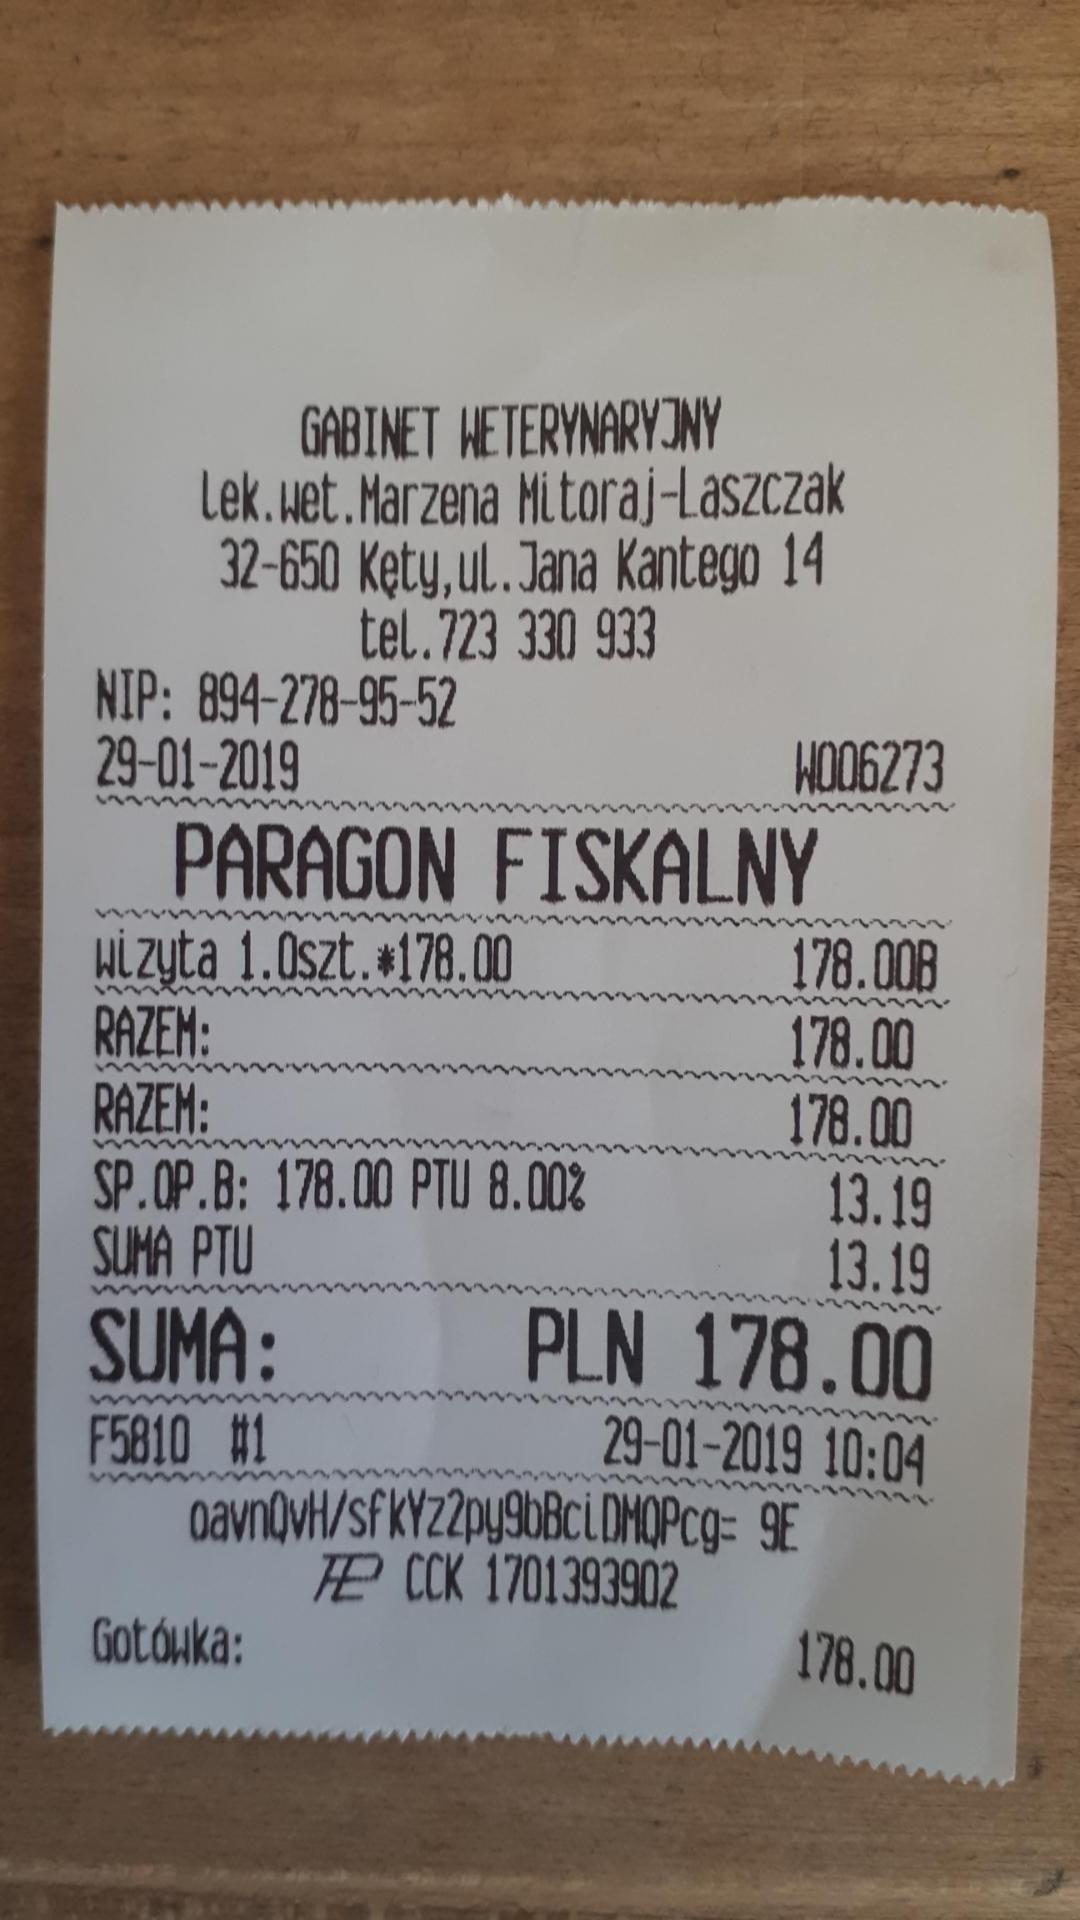 GABINET WETERYNARYJNY
Lek.wet.Marzena Mitoraj-Laszczak
32-650 Kęty,ul.Jana Kantego 14
tel.723 330 933
NIP: 894-278-95-52
29-01-2019 W006273
PARAGON FISKALNY
wizyta 1.0szt.*178.00 178.00B
RAZEM: 178.00
RAZEM: 178.00
SP.OP.B: 178.00 PTU 8.00% 13.19
SUMA PTU 13.19
SUMA: PLN 178.00
F5810 #1 29-01-2019 10:04
oavnQvH/sfkYz2py9bBciDMQPcg= 9E
CCK 1701393902
Gotówka: 178.00